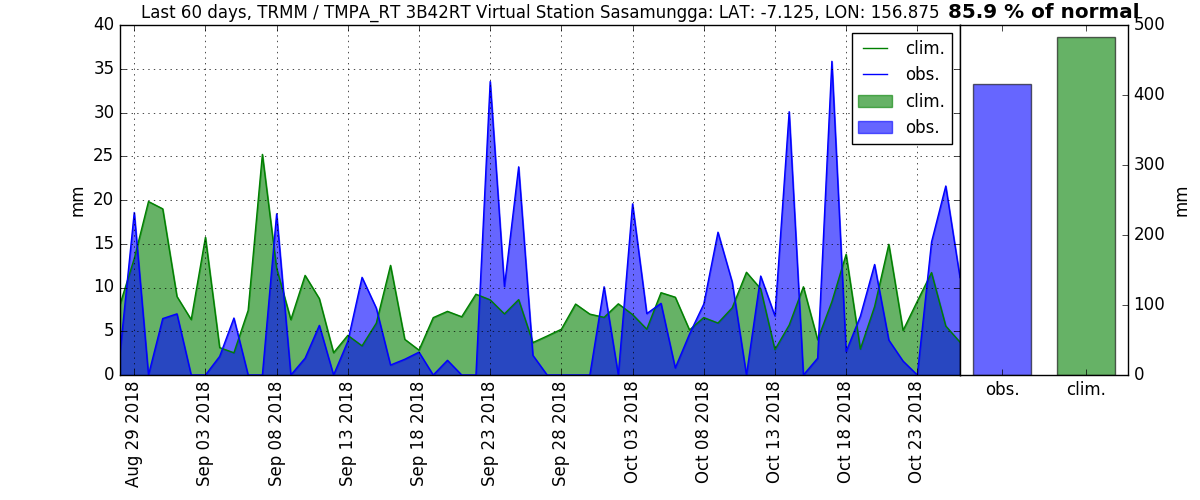 Last 60 days, TRMM / TMPA_RT 3B42RT Virtual Station Sasamungga: LAT: -7.125, LON: 156.875 85.9 % of normal
40
35
30
25
20
15
10
5
0
mm
clim.
obs.
clim.
obs.
500
400
300
200
100
0
mm
Aug 29 2018
Sep 03 2018
Sep 08 2018
Sep 13 2018
Sep 18 2018
Sep 23 2018
Sep 28 2018
Oct 03 2018
Oct 08 2018
Oct 13 2018
Oct 18 2018
Oct 23 2018
obs.
clim.